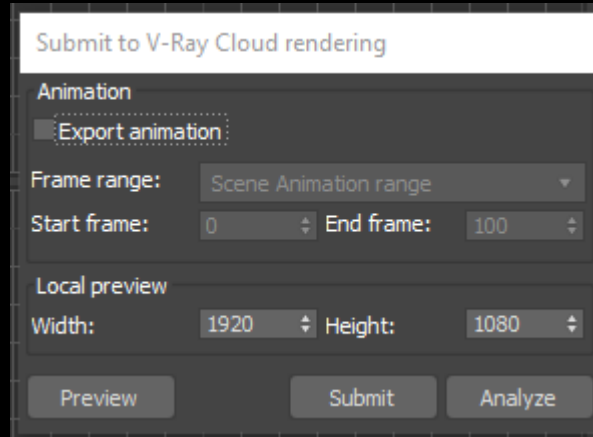 Submit to V-Ray Cloud rendering
Animation
Export animation
Frame range: Scene Animation range
Start frame: 0 End frame: 100
Local preview
Width: 1920 Height: 1080
Preview Submit Analyze